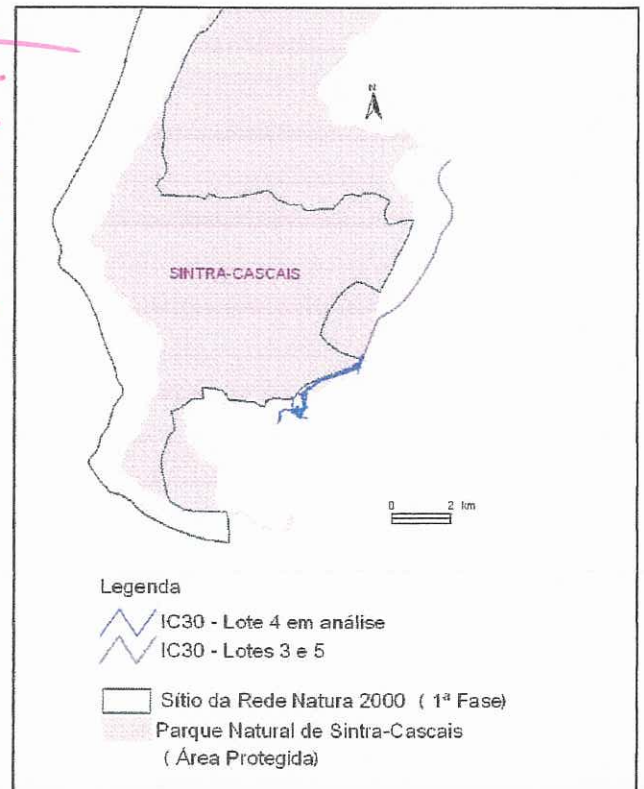 N
SINTRA-CASCAIS
0 2 km
Legenda
IC30 - Lote 4 em análise
IC30 - Lotes 3 e 5
Sítio da Rede Natura 2000 ( 1ª Fase)
Parque Natural de Sintra-Cascais
( Área Protegida)